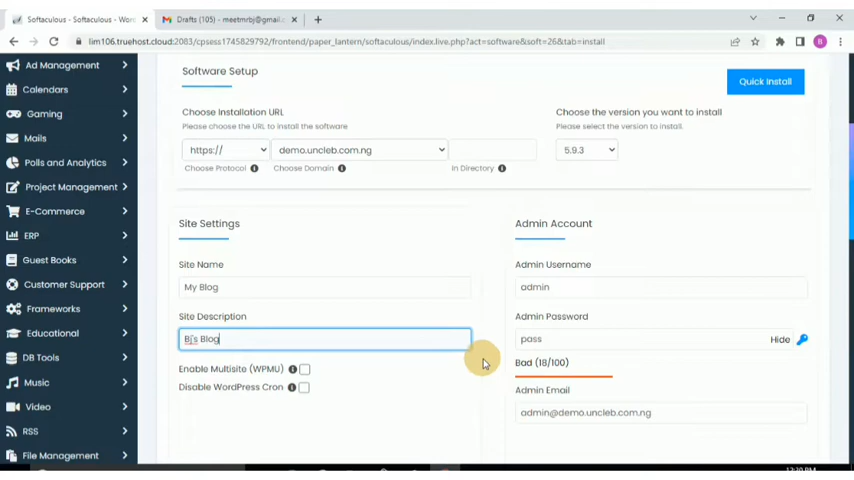 Softaculous - Softaculous - Wor
Drafts (105) - meetmrbj@gmail.c
lim106.truehost.cloud:2083/cpsess1745829792/frontend/paper_lantern/softaculous/index.live.php?act=software&soft=26&tab=install
Ad Management
Calendars
Gaming
Mails
Polls and Analytics
Project Management
E-Commerce
ERP
Guest Books
Customer Support
Frameworks
Educational
DB Tools
Music
Video
RSS
File Management
Software Setup
Quick Install
Choose Installation URL
Please choose the URL to install the software
https://
demo.uncleb.com.ng
Choose Protocol
Choose Domain
In Directory
Choose the version you want to install
Please select the version to install.
5.9.3
Site Settings
Site Name
My Blog
Site Description
Bj's Blog
Enable Multisite (WPMU)
Disable WordPress Cron
Admin Account
Admin Username
admin
Admin Password
pass
Hide
Bad (18/100)
Admin Email
admin@demo.uncleb.com.ng